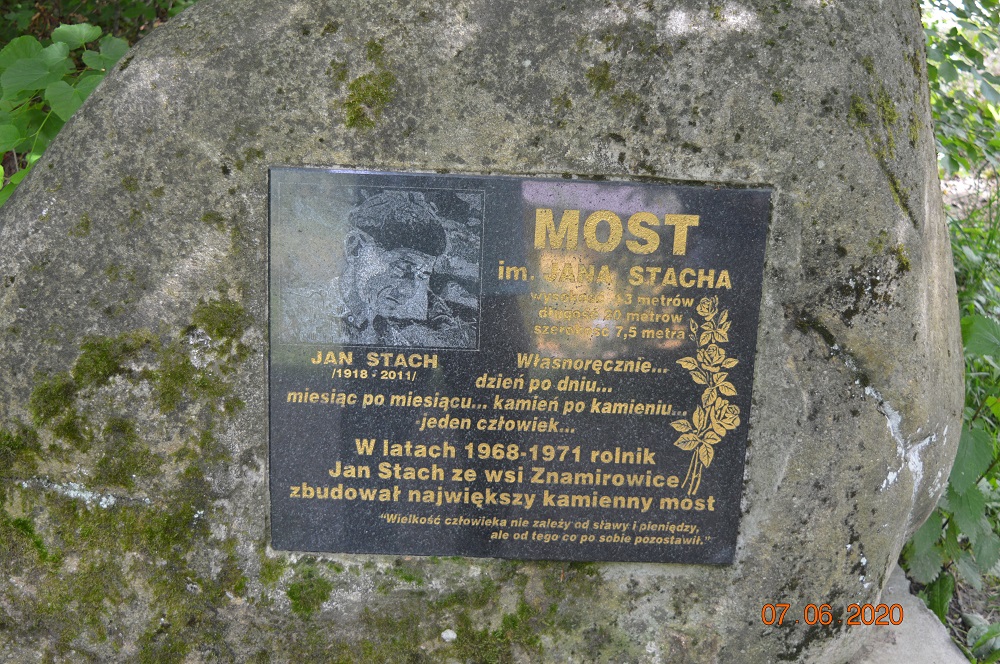 MOST
im. JANA STACHA
wysokość 13 metrów
długość 20 metrów
szerokość 7,5 metra
JAN STACH
/1918 - 2011/
Własnoręcznie...
dzień po dniu...
miesiąc po miesiącu... kamień po kamieniu...
jeden człowiek...
W latach 1968-1971 rolnik
Jan Stach ze wsi Znamirowice
zbudował największy kamienny most
"Wielkość człowieka nie zależy od sławy i pieniędzy,
ale od tego co po sobie pozostawił."
07 06 2020